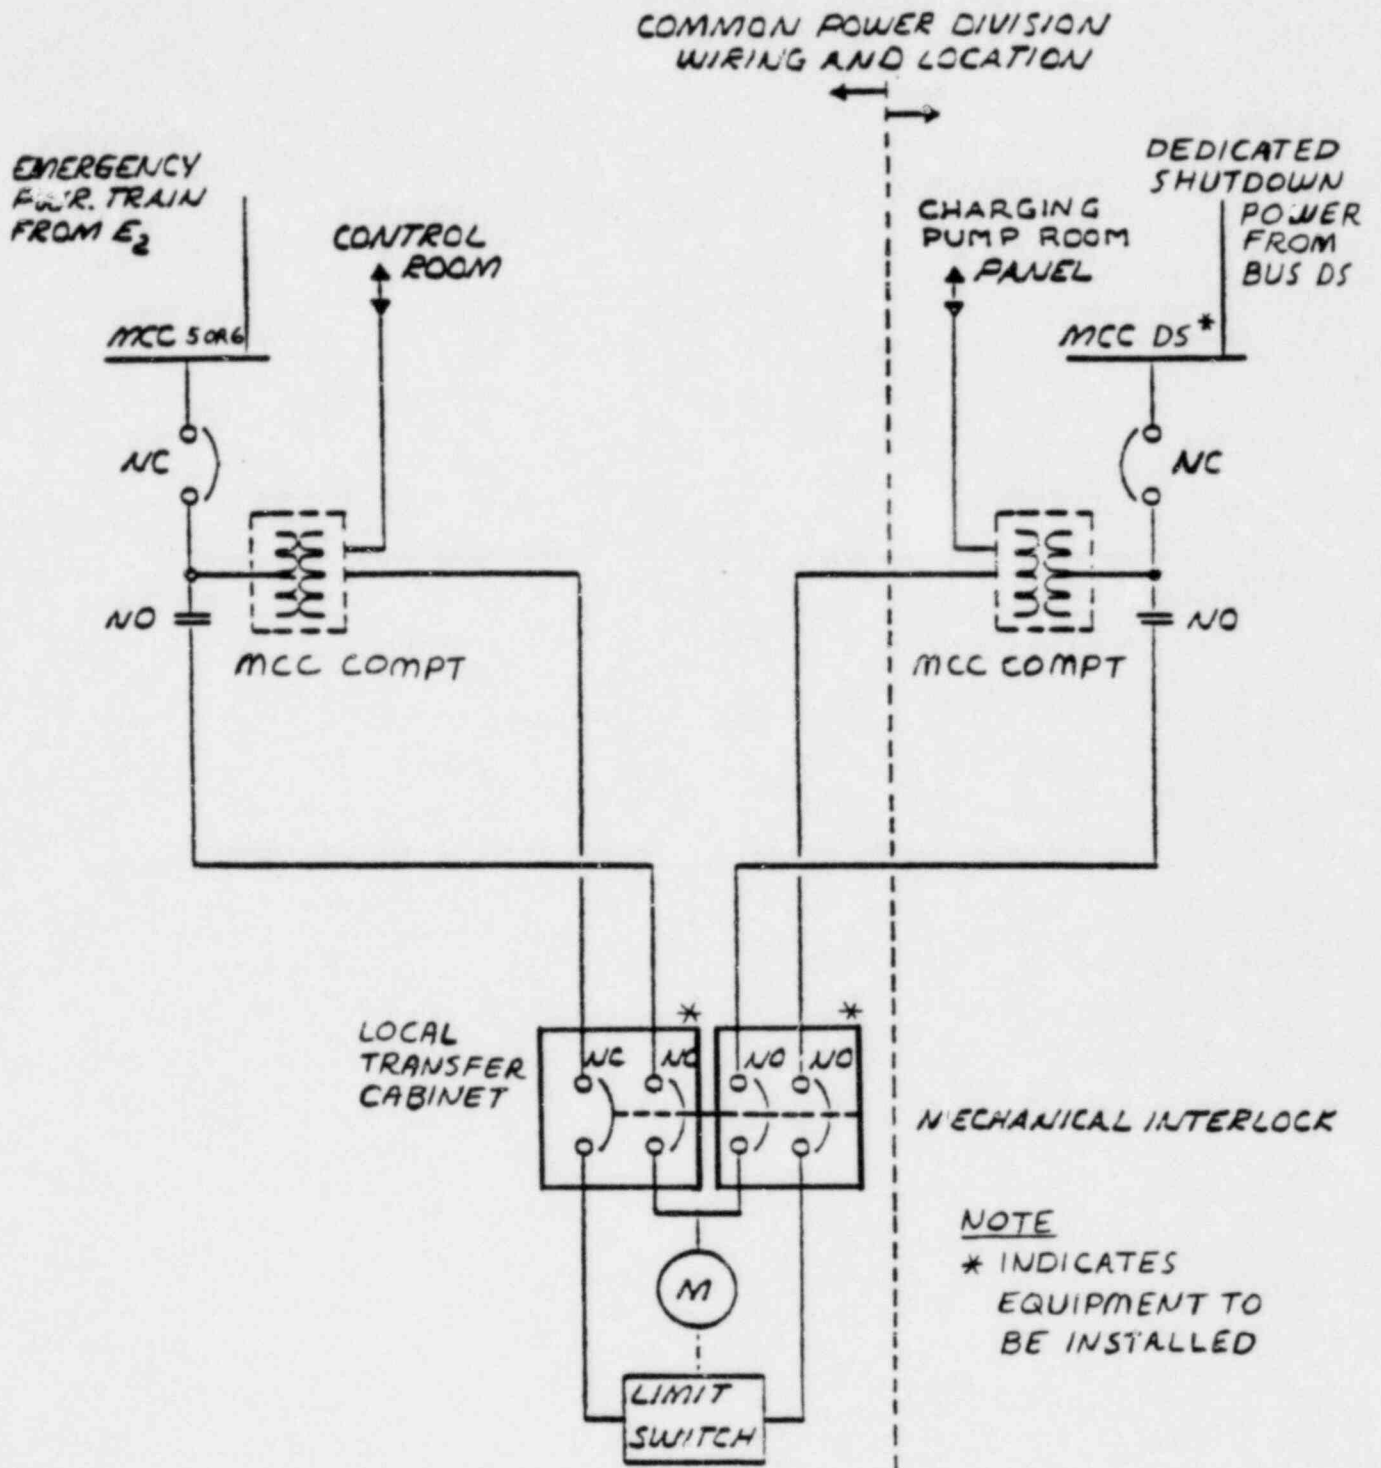 COMMON POWER DIVISION
WIRING AND LOCATION
EMERGENCY
PWR. TRAIN
FROM E2
CONTROL
ROOM
CHARGING
PUMP ROOM
PANEL
DEDICATED
SHUTDOWN
POWER
FROM
BUS DS
MCC 5 OR 6
MCC DS *
NC
NC
NO
NO
MCC COMPT
MCC COMPT
LOCAL
TRANSFER
CABINET
*
*
NC NC NO NO
MECHANICAL INTERLOCK
M
LIMIT
SWITCH
NOTE
* INDICATES
EQUIPMENT TO
BE INSTALLED